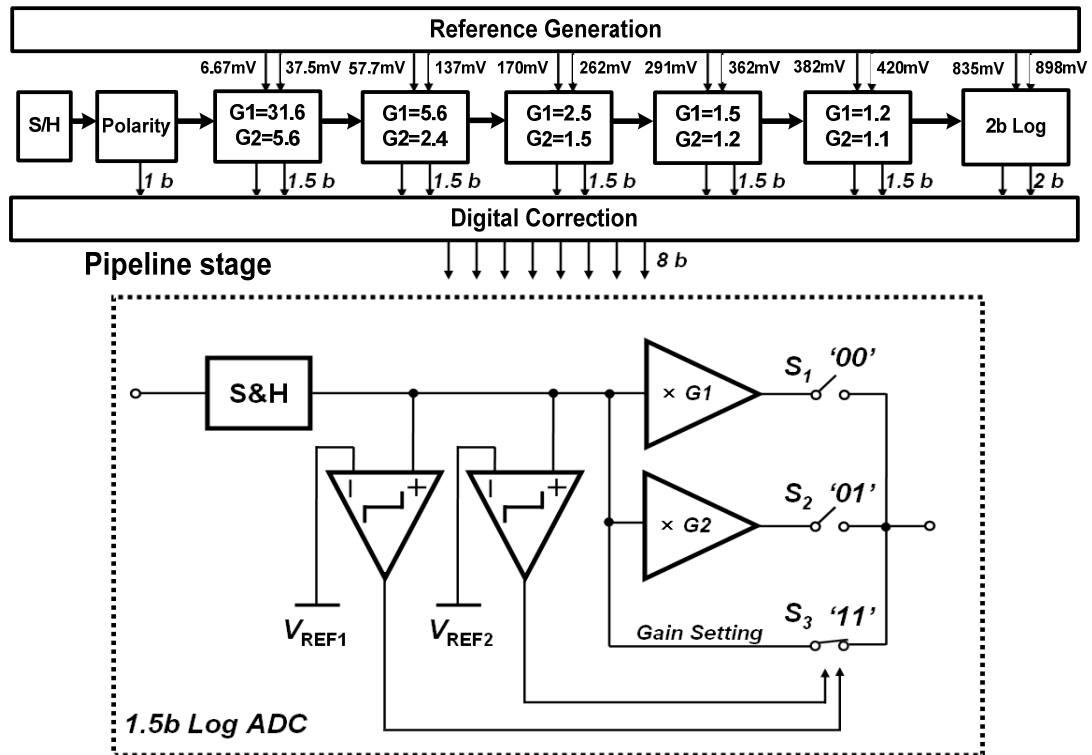 Reference Generation
6.67mV 37.5mV 57.7mV 137mV 170mV 262mV 291mV 362mV 382mV 420mV 835mV 898mV
S/H
Polarity
G1=31.6
G2=5.6
G1=5.6
G2=2.4
G1=2.5
G2=1.5
G1=1.5
G2=1.2
G1=1.2
G2=1.1
2b Log
1 b 1.5 b 1.5 b 1.5 b 1.5 b 1.5 b 2 b
Digital Correction
8 b
Pipeline stage
S&H
× G1
S1 '00'
- +
- +
× G2
S2 '01'
VREF1
VREF2
Gain Setting
S3 '11'
1.5b Log ADC